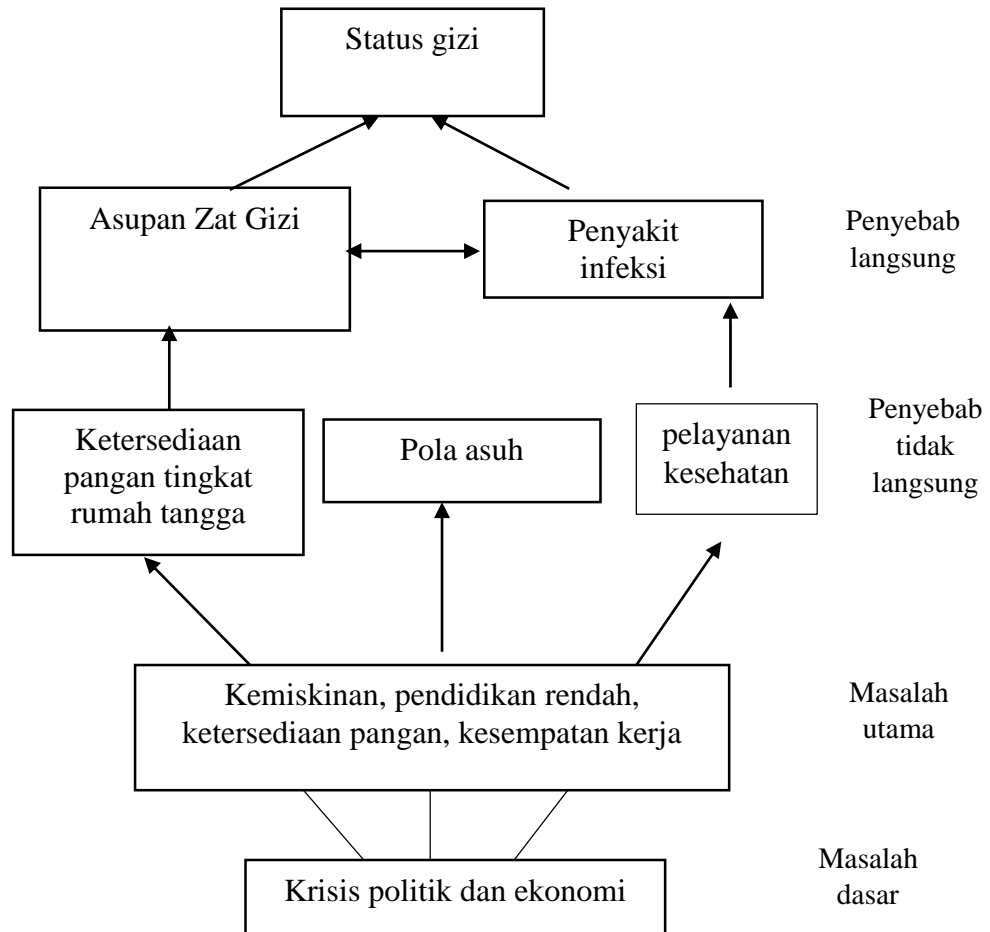 Status gizi
Asupan Zat Gizi
Penyakit
infeksi
Penyebab
langsung
Ketersediaan
pangan tingkat
rumah tangga
Pola asuh
pelayanan
kesehatan
Penyebab
tidak
langsung
Kemiskinan, pendidikan rendah,
ketersediaan pangan, kesempatan kerja
Masalah
utama
Krisis politik dan ekonomi
Masalah
dasar